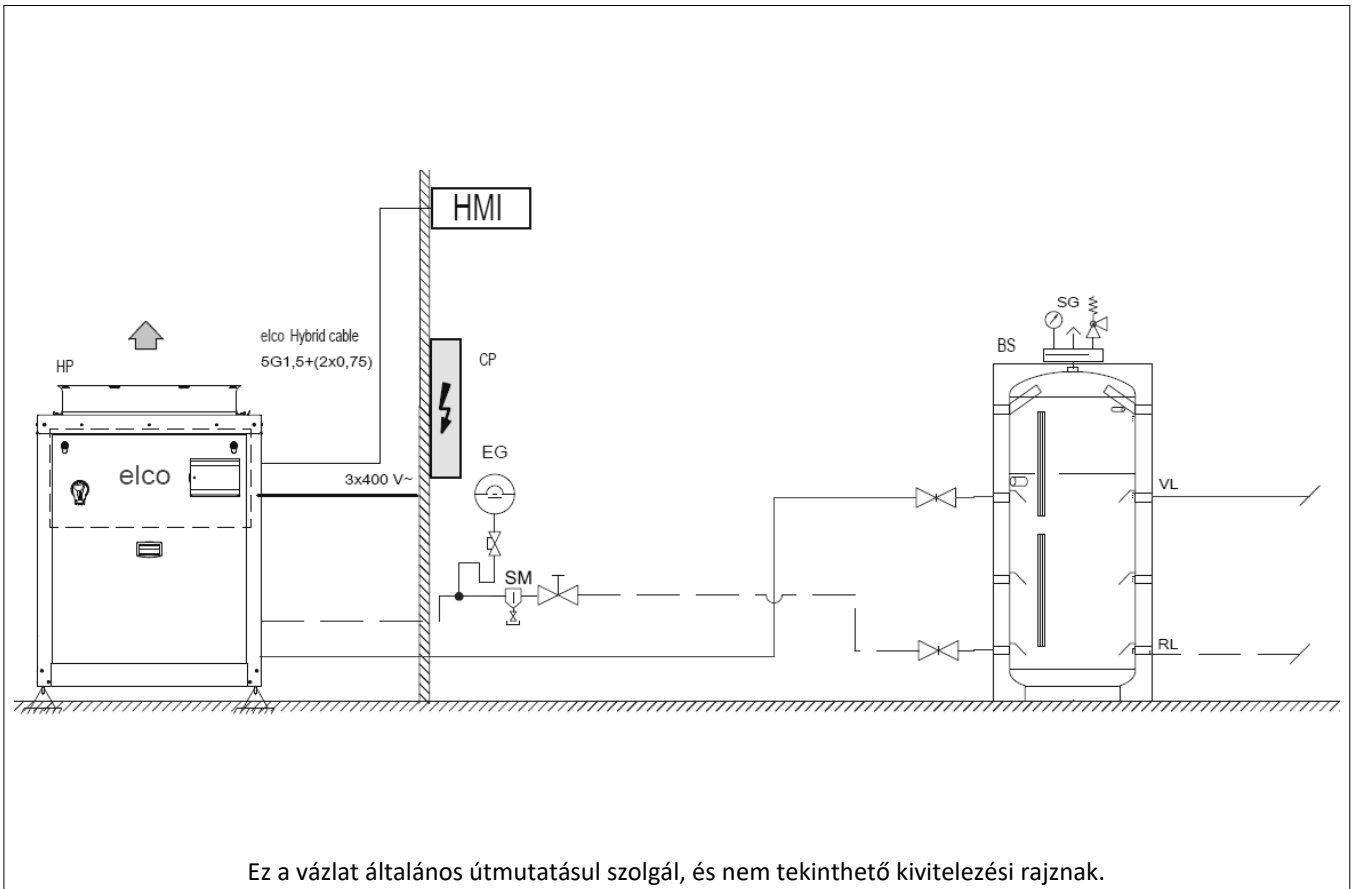 HMI
elco Hybrid cable
5G1,5+(2x0,75)
HP
CP
SG
BS
EG
elco
3x400 V~
VL
SM
RL
Ez a vázlat általános útmutatásul szolgál, és nem tekinthető kivitelezési rajznak.